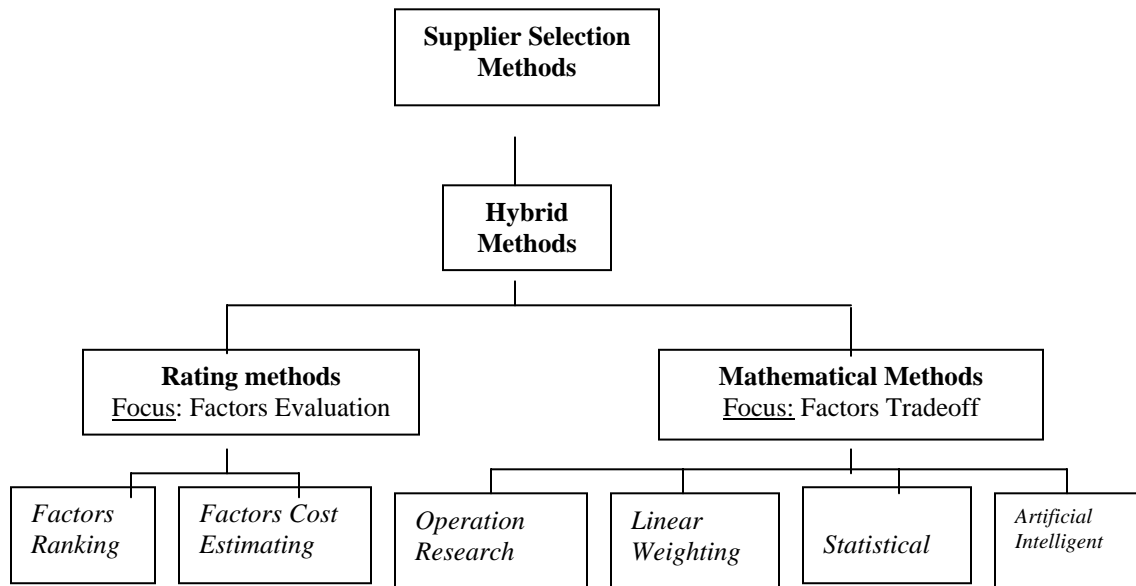 Supplier Selection
Methods
Hybrid
Methods
Rating methods
Focus: Factors Evaluation
Mathematical Methods
Focus: Factors Tradeoff
Factors
Ranking
Factors Cost
Estimating
Operation
Research
Linear
Weighting
Statistical
Artificial
Intelligent